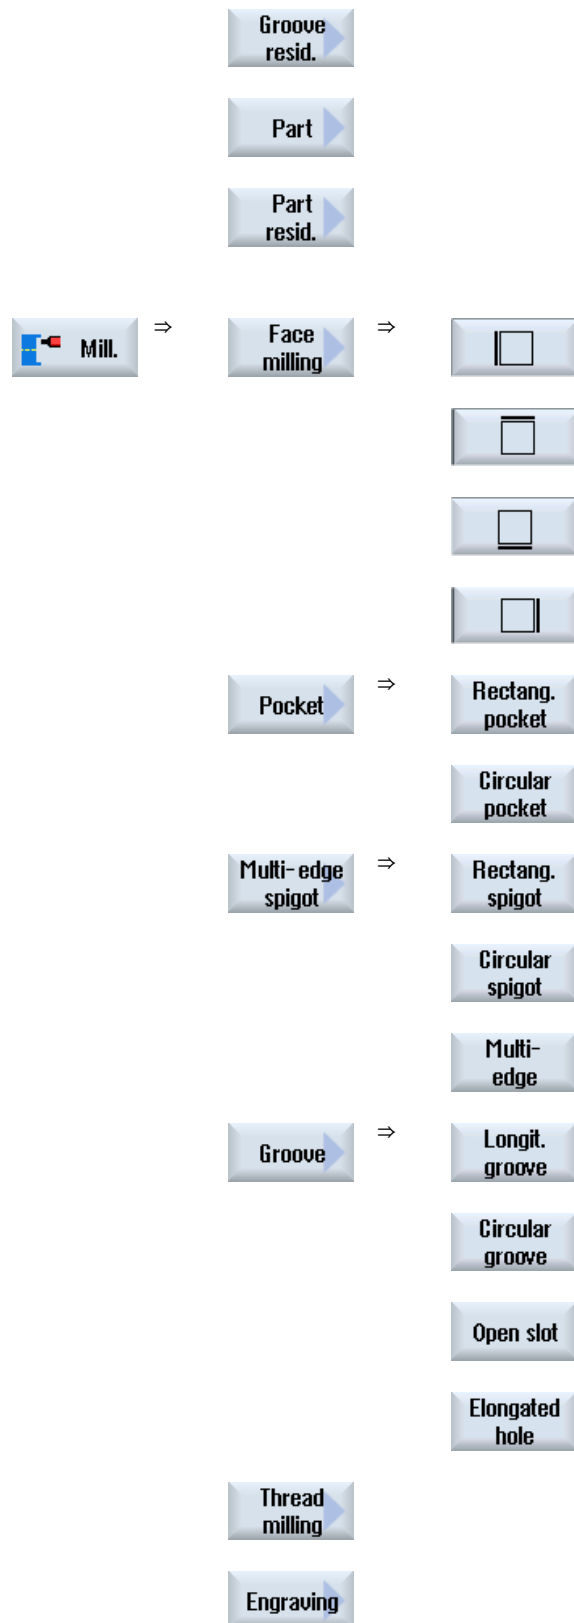 Groove
resid.
Part
Part
resid.
Mill.
⇒
Face
milling
⇒
Pocket
⇒
Rectang.
pocket
Circular
pocket
Multi-edge
spigot
⇒
Rectang.
spigot
Circular
spigot
Multi-
edge
Groove
⇒
Longit.
groove
Circular
groove
Open slot
Elongated
hole
Thread
milling
Engraving